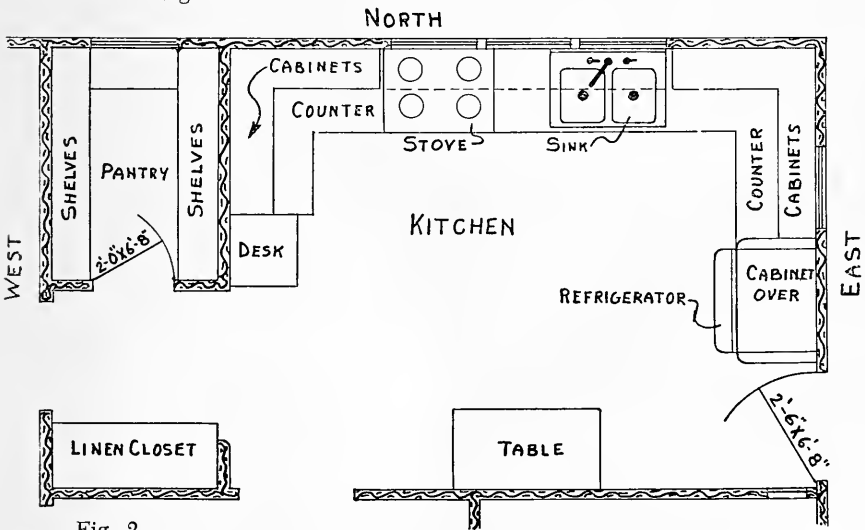 NORTH
CABINETS
COUNTER
STOVE
SINK
SHELVES
PANTRY
SHELVES
2'-0"X6'-8"
DESK
KITCHEN
COUNTER
CABINETS
WEST
EAST
REFRIGERATOR
CABINET
OVER
LINEN CLOSET
TABLE
2'-6"X6'-8"
Fig. 2